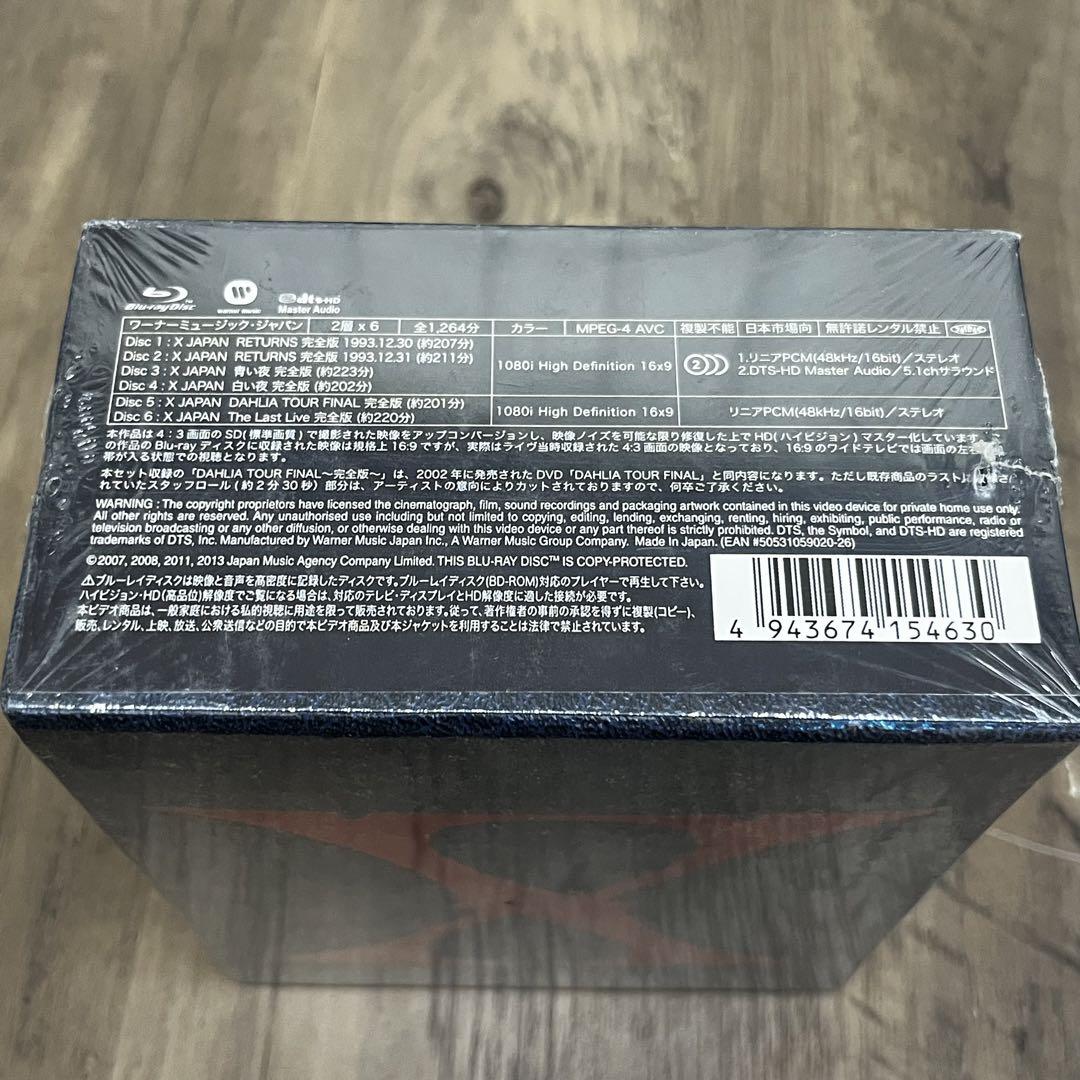 Blu-ray Disc™
warner music
dts-HD
Master Audio
ワーナーミュージック・ジャパン 2層 x 6 全1,264分 カラー MPEG-4 AVC 複製不能 日本市場向 無許諾レンタル禁止
Disc 1 : X JAPAN RETURNS 完全版 1993.12.30 (約207分)
Disc 2 : X JAPAN RETURNS 完全版 1993.12.31 (約211分)
Disc 3 : X JAPAN 青い夜 完全版 (約223分)
Disc 4 : X JAPAN 白い夜 完全版 (約202分)
1080i High Definition 16x9
2
1.リニアPCM(48kHz/16bit)/ステレオ
2.DTS-HD Master Audio/5.1chサラウンド
Disc 5 : X JAPAN DAHLIA TOUR FINAL 完全版 (約201分)
Disc 6 : X JAPAN The Last Live 完全版 (約220分)
1080i High Definition 16x9
リニアPCM(48kHz/16bit)/ステレオ
本作品は4:3画面のSD(標準画質)で撮影された映像をアップコンバージョンし、映像ノイズを可能な限り修復した上でHD(ハイビジョン)マスター化しています。
の作品のBlu-rayディスクに収録された映像は規格上16:9ですが、実際はライヴ当時収録された4:3画面の映像となっており、16:9のワイドテレビでは画面の左右
帯が入る状態での視聴となります。
本セット収録の「DAHLIA TOUR FINAL〜完全版〜」は、2002年に発売されたDVD「DAHLIA TOUR FINAL」と同内容になります。ただし既存商品のラストに
れていたスタッフロール(約2分30秒)部分は、アーティストの意向によりカットされておりますので、何卒ご了承ください。
WARNING : The copyright proprietors have licensed the cinematograph, film, sound recordings and packaging artwork contained in this video device for private home use only.
All other rights are reserved. Any unauthorised use including but not limited to copying, editing, lending, exchanging, renting, hiring, exhibiting, public performance, radio or
television broadcasting or any other diffusion, or otherwise dealing with this video device or any part thereof is strictly prohibited. DTS, the Symbol, and DTS-HD are registered
trademarks of DTS, Inc. Manufactured by Warner Music Japan Inc., A Warner Music Group Company. Made in Japan. (EAN #50531059020-26)
©2007, 2008, 2011, 2013 Japan Music Agency Company Limited. THIS BLU-RAY DISC™ IS COPY-PROTECTED.
⚠ブルーレイディスクは映像と音声を高密度に記録したディスクです。ブルーレイディスク(BD-ROM)対応のプレイヤーで再生して下さい。
ハイビジョン・HD(高品位)解像度でご覧になる場合は、対応のテレビ・ディスプレイとHD解像度に適した接続が必要です。
本ビデオ商品は、一般家庭における私的視聴に用途を限って販売されております。従って、著作権者の事前の承認を得ずに複製(コピー)、
販売、レンタル、上映、放送、公衆送信などの目的で本ビデオ商品及び本ジャケットを利用することは法律で禁止されています。
4 943674 154630